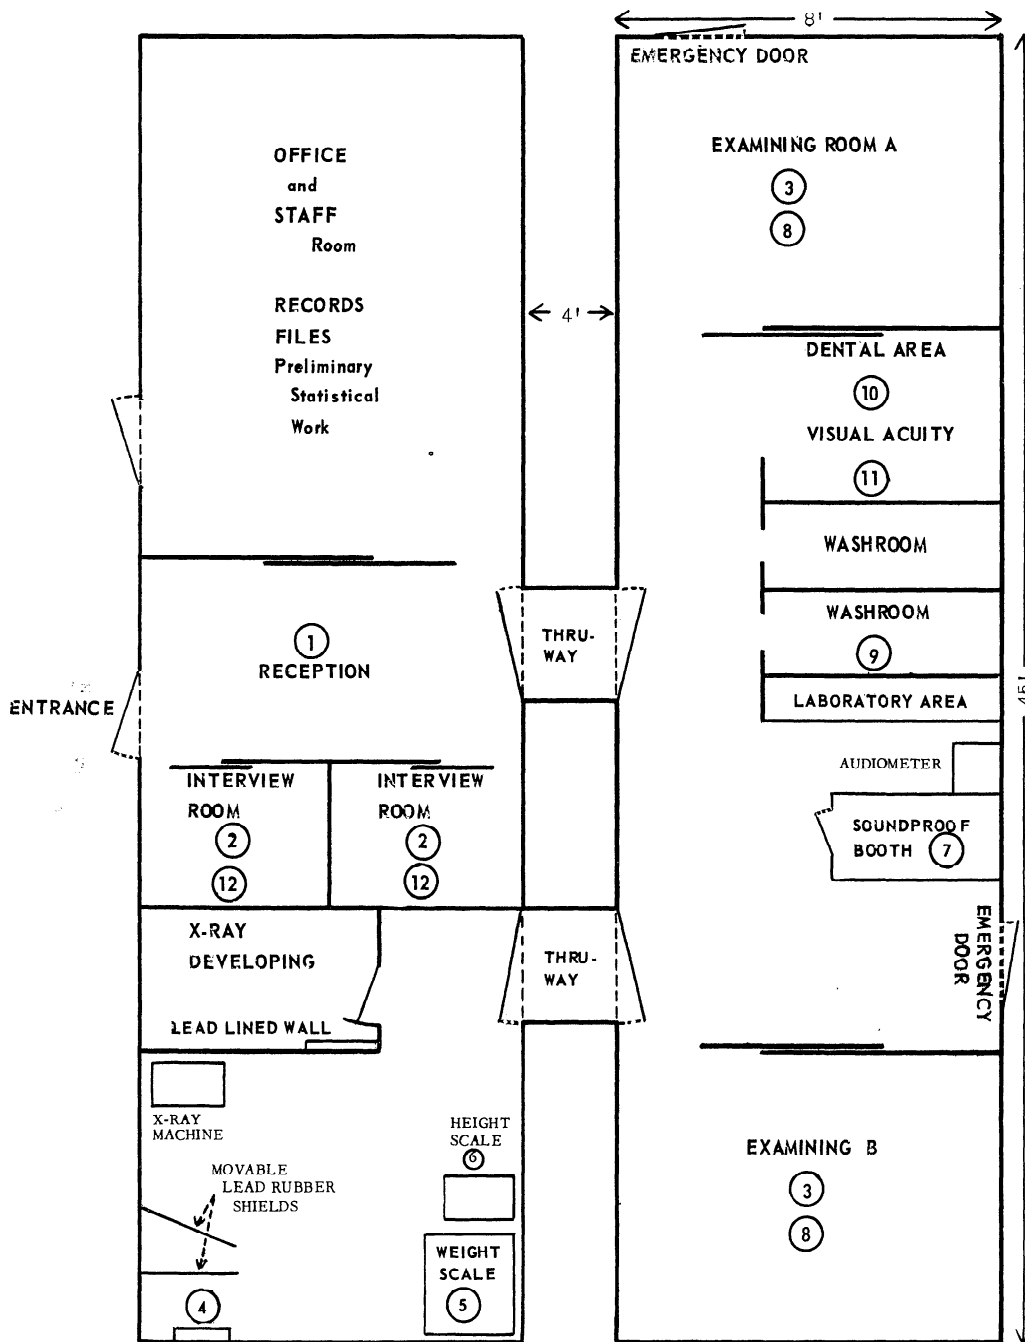 OFFICE
and
STAFF
Room
RECORDS
FILES
Preliminary
Statistical
Work
4'
8'
EMERGENCY DOOR
EXAMINING ROOM A
3
8
DENTAL AREA
10
VISUAL ACUITY
11
WASHROOM
WASHROOM
9
LABORATORY AREA
45'
1
RECEPTION
ENTRANCE
THRU-
WAY
INTERVIEW
ROOM
2
12
INTERVIEW
ROOM
2
12
AUDIOMETER
SOUNDPROOF
BOOTH 7
X-RAY
DEVELOPING
LEAD LINED WALL
THRU-
WAY
EMERGENCY
DOOR
X-RAY
MACHINE
HEIGHT
SCALE
6
MOVABLE
LEAD RUBBER
SHIELDS
WEIGHT
SCALE
5
4
EXAMINING B
3
8